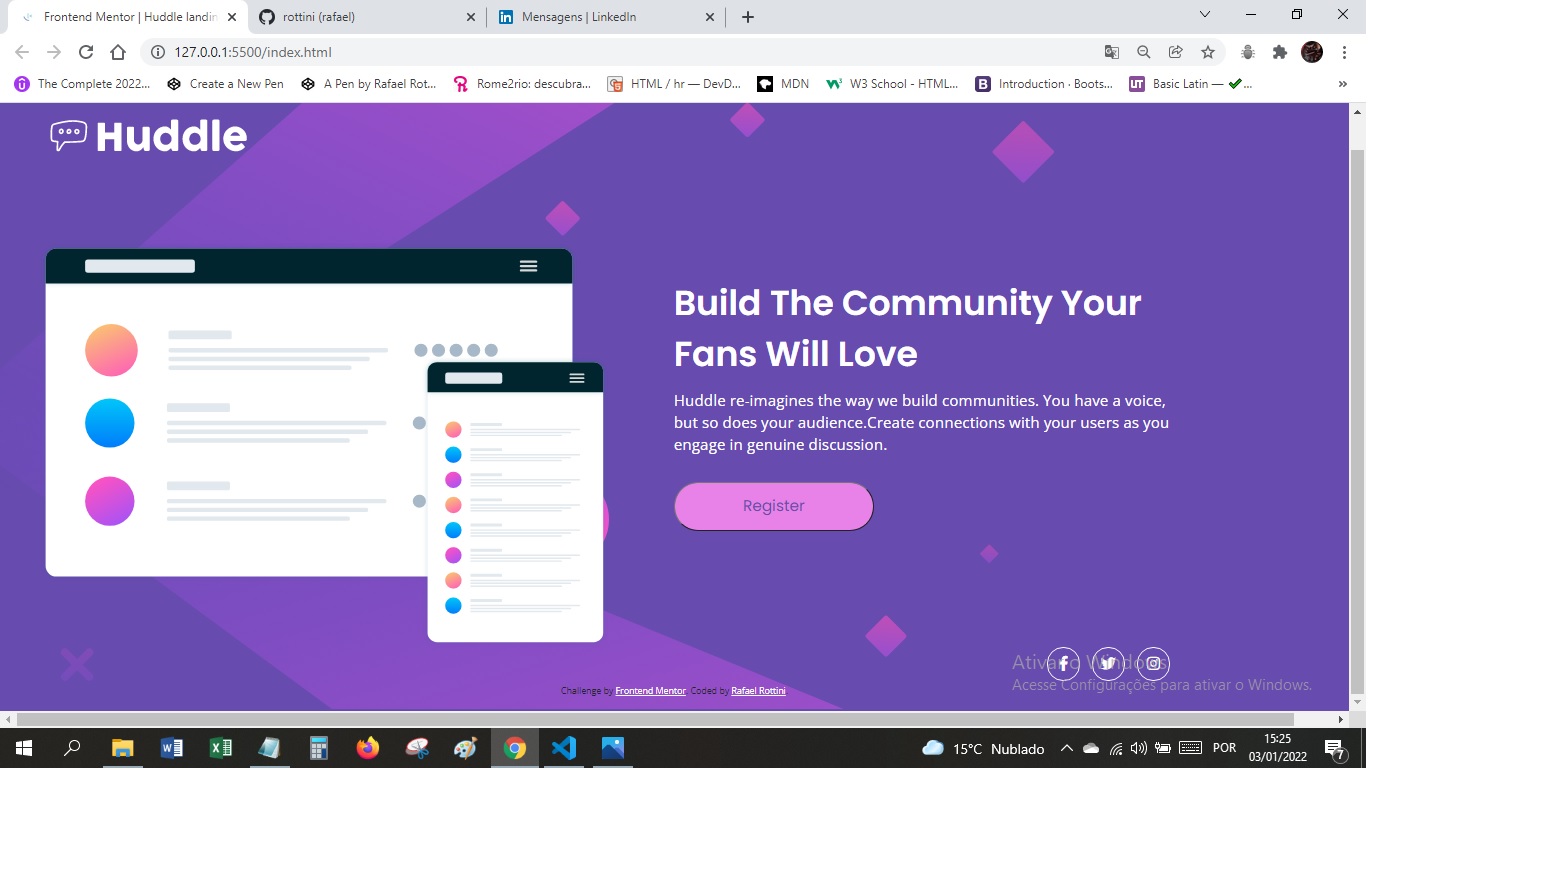 Frontend Mentor | Huddle landin
rottini (rafael)
Mensagens | LinkedIn
127.0.0.1:5500/index.html
The Complete 2022...
Create a New Pen
A Pen by Rafael Rot...
Rome2rio: descubra...
HTML / hr — DevD...
MDN
W3 School - HTML...
Introduction · Boots...
Basic Latin — ✔...
»
Huddle
Build The Community Your
Fans Will Love
Huddle re-imagines the way we build communities. You have a voice,
but so does your audience.Create connections with your users as you
engage in genuine discussion.
Register
Ativar o Windows
Acesse Configurações para ativar o Windows.
Challenge by Frontend Mentor. Coded by Rafael Rottini
15°C Nublado
POR
15:25
03/01/2022
7